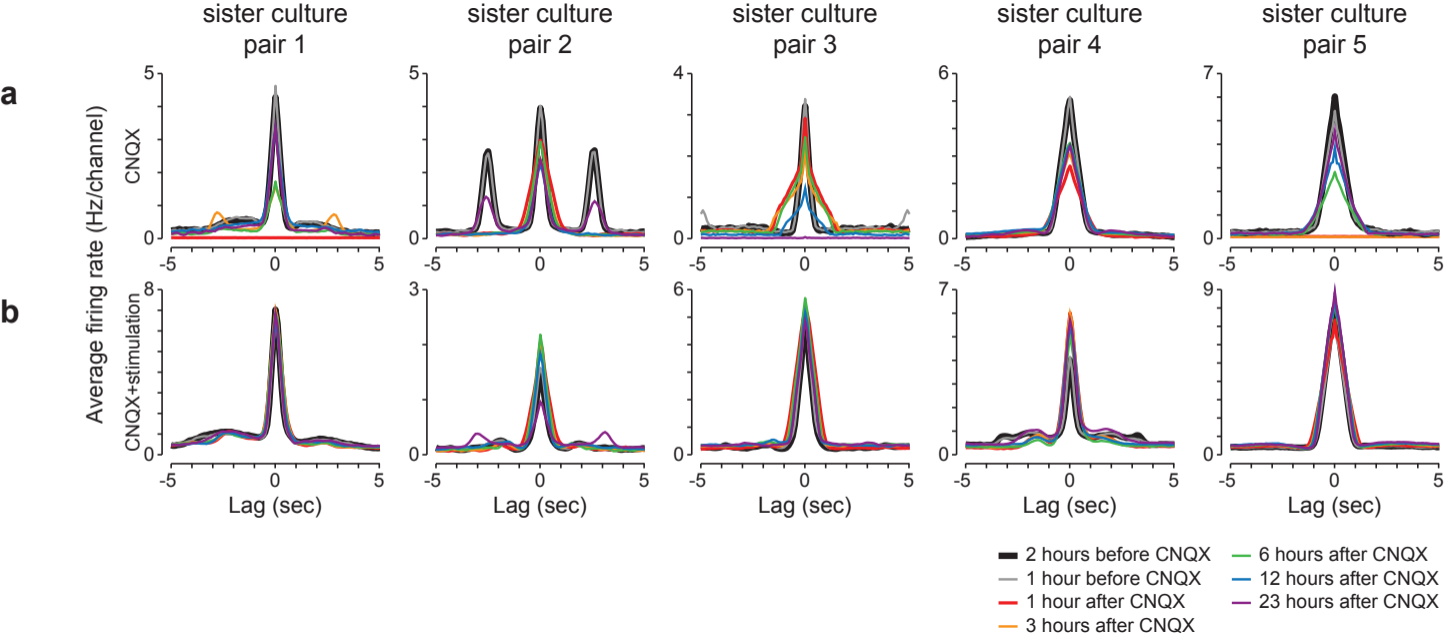 sister culture
pair 1
sister culture
pair 2
sister culture
pair 3
sister culture
pair 4
sister culture
pair 5
a
Average firing rate (Hz/channel)
CNQX
5
0
-5 0 5
5
0
-5 0 5
4
0
-5 0 5
6
0
-5 0 5
7
0
-5 0 5
b
CNQX+stimulation
8
0
-5 0 5
Lag (sec)
3
0
-5 0 5
Lag (sec)
6
0
-5 0 5
Lag (sec)
7
0
-5 0 5
Lag (sec)
9
0
-5 0 5
Lag (sec)
2 hours before CNQX
1 hour before CNQX
1 hour after CNQX
3 hours after CNQX
6 hours after CNQX
12 hours after CNQX
23 hours after CNQX